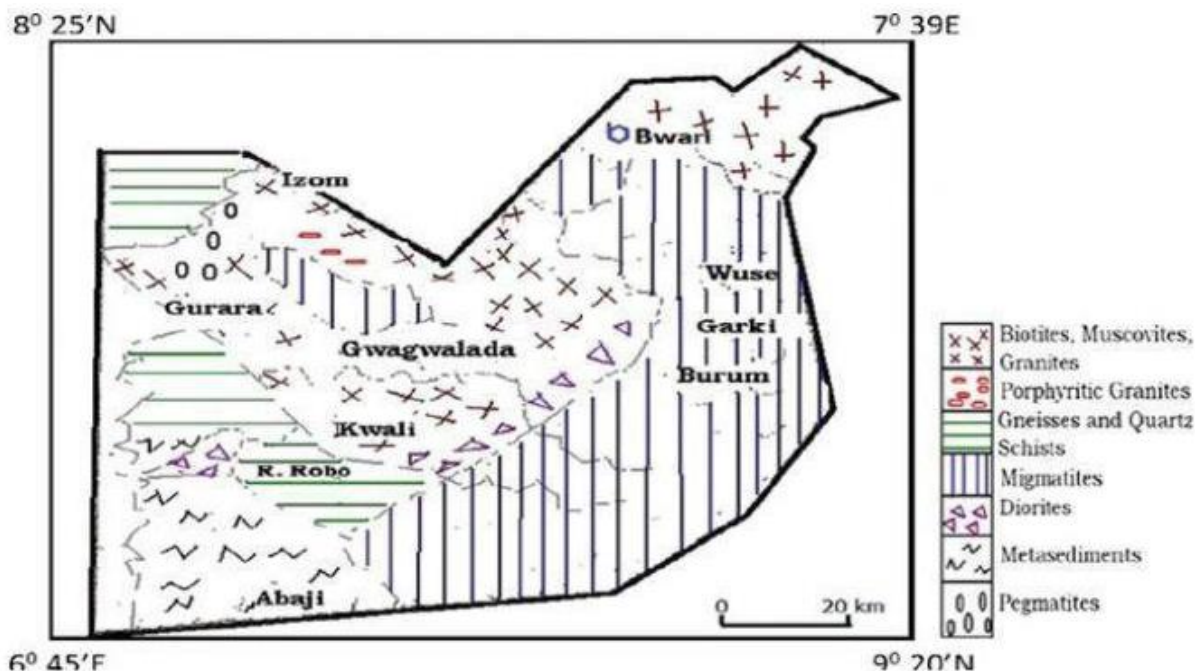 8⁰ 25′N
7⁰ 39E
Izom
Bwari
Wuse
Gurara
Garki
Gwagwalada
Burum
Kwali
R. Robo
Abaji
0
20 km
Biotites, Muscovites,
Granites
Porphyritic Granites
Gneisses and Quartz
Schists
Migmatites
Diorites
Metasediments
Pegmatites
6⁰ 45′E
9⁰ 20′N